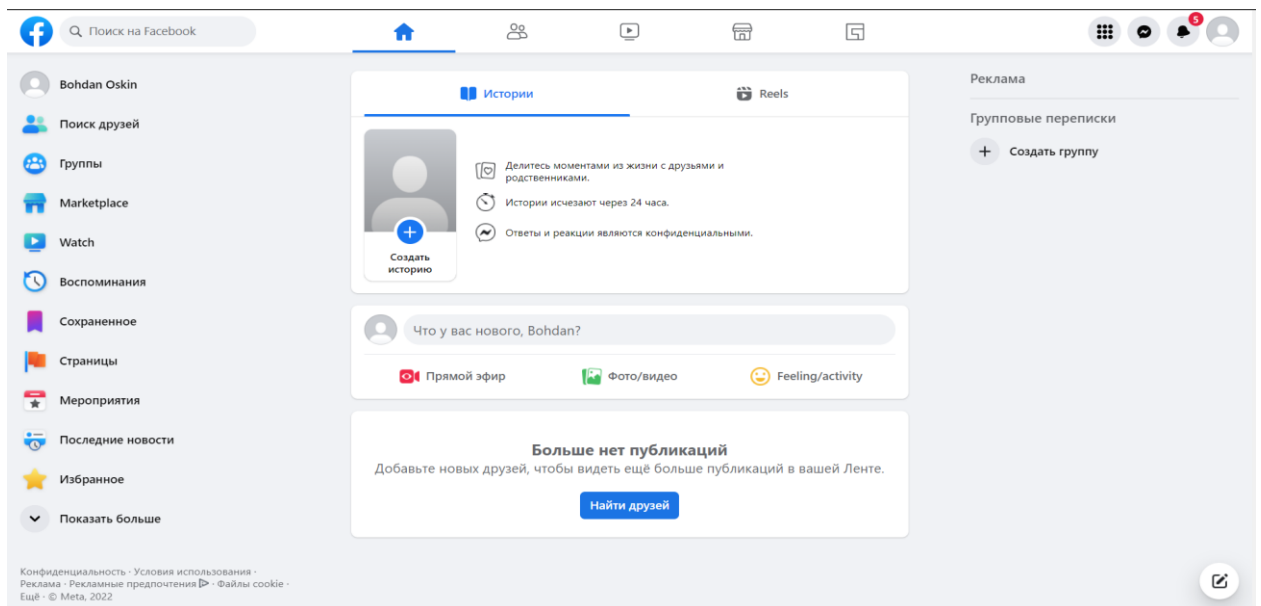 Поиск на Facebook
5
Bohdan Oskin
Поиск друзей
Группы
Marketplace
Watch
Воспоминания
Сохраненное
Страницы
Мероприятия
Последние новости
Избранное
Показать больше
Конфиденциальность · Условия использования ·
Реклама · Рекламные предпочтения · Файлы cookie ·
Ещё · © Meta, 2022
Истории
Reels
Создать
историю
Делитесь моментами из жизни с друзьями и
родственниками.
Истории исчезают через 24 часа.
Ответы и реакции являются конфиденциальными.
Что у вас нового, Bohdan?
Прямой эфир
Фото/видео
Feeling/activity
Больше нет публикаций
Добавьте новых друзей, чтобы видеть ещё больше публикаций в вашей Ленте.
Найти друзей
Реклама
Групповые переписки
Создать группу